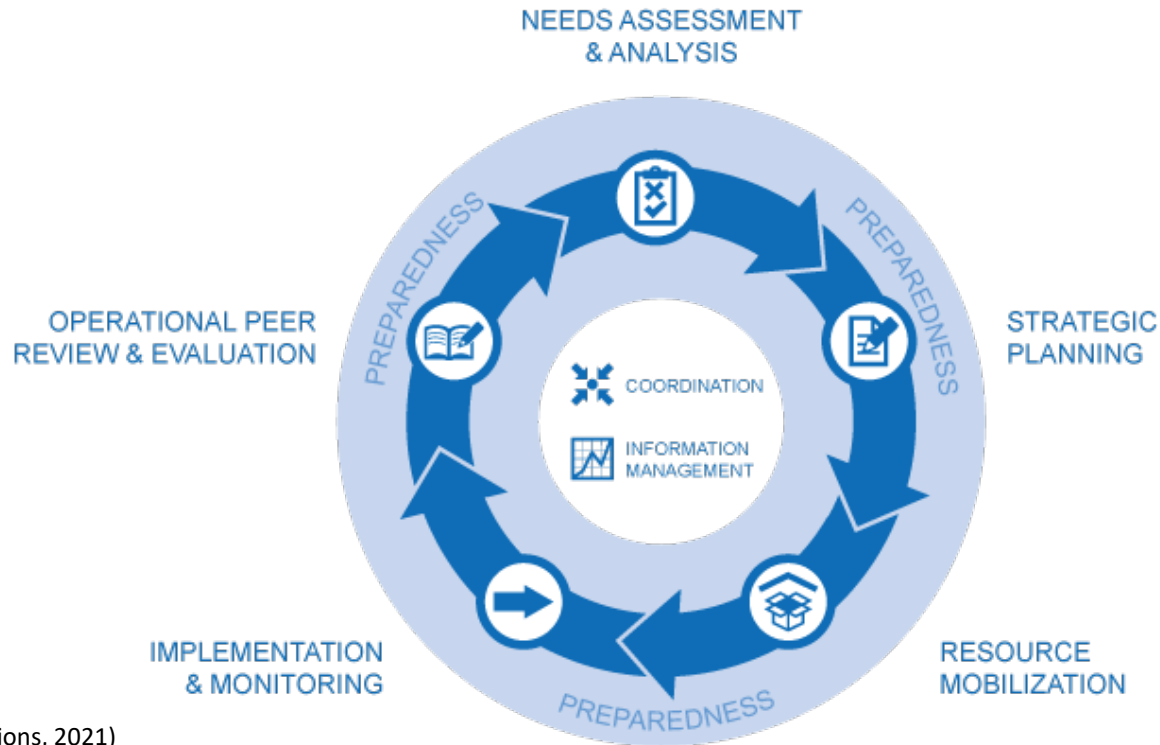 NEEDS ASSESSMENT
& ANALYSIS
PREPAREDNESS
PREPAREDNESS
OPERATIONAL PEER
REVIEW & EVALUATION
STRATEGIC
PLANNING
COORDINATION
INFORMATION
MANAGEMENT
IMPLEMENTATION
& MONITORING
RESOURCE
MOBILIZATION
PREPAREDNESS
ions, 2021)